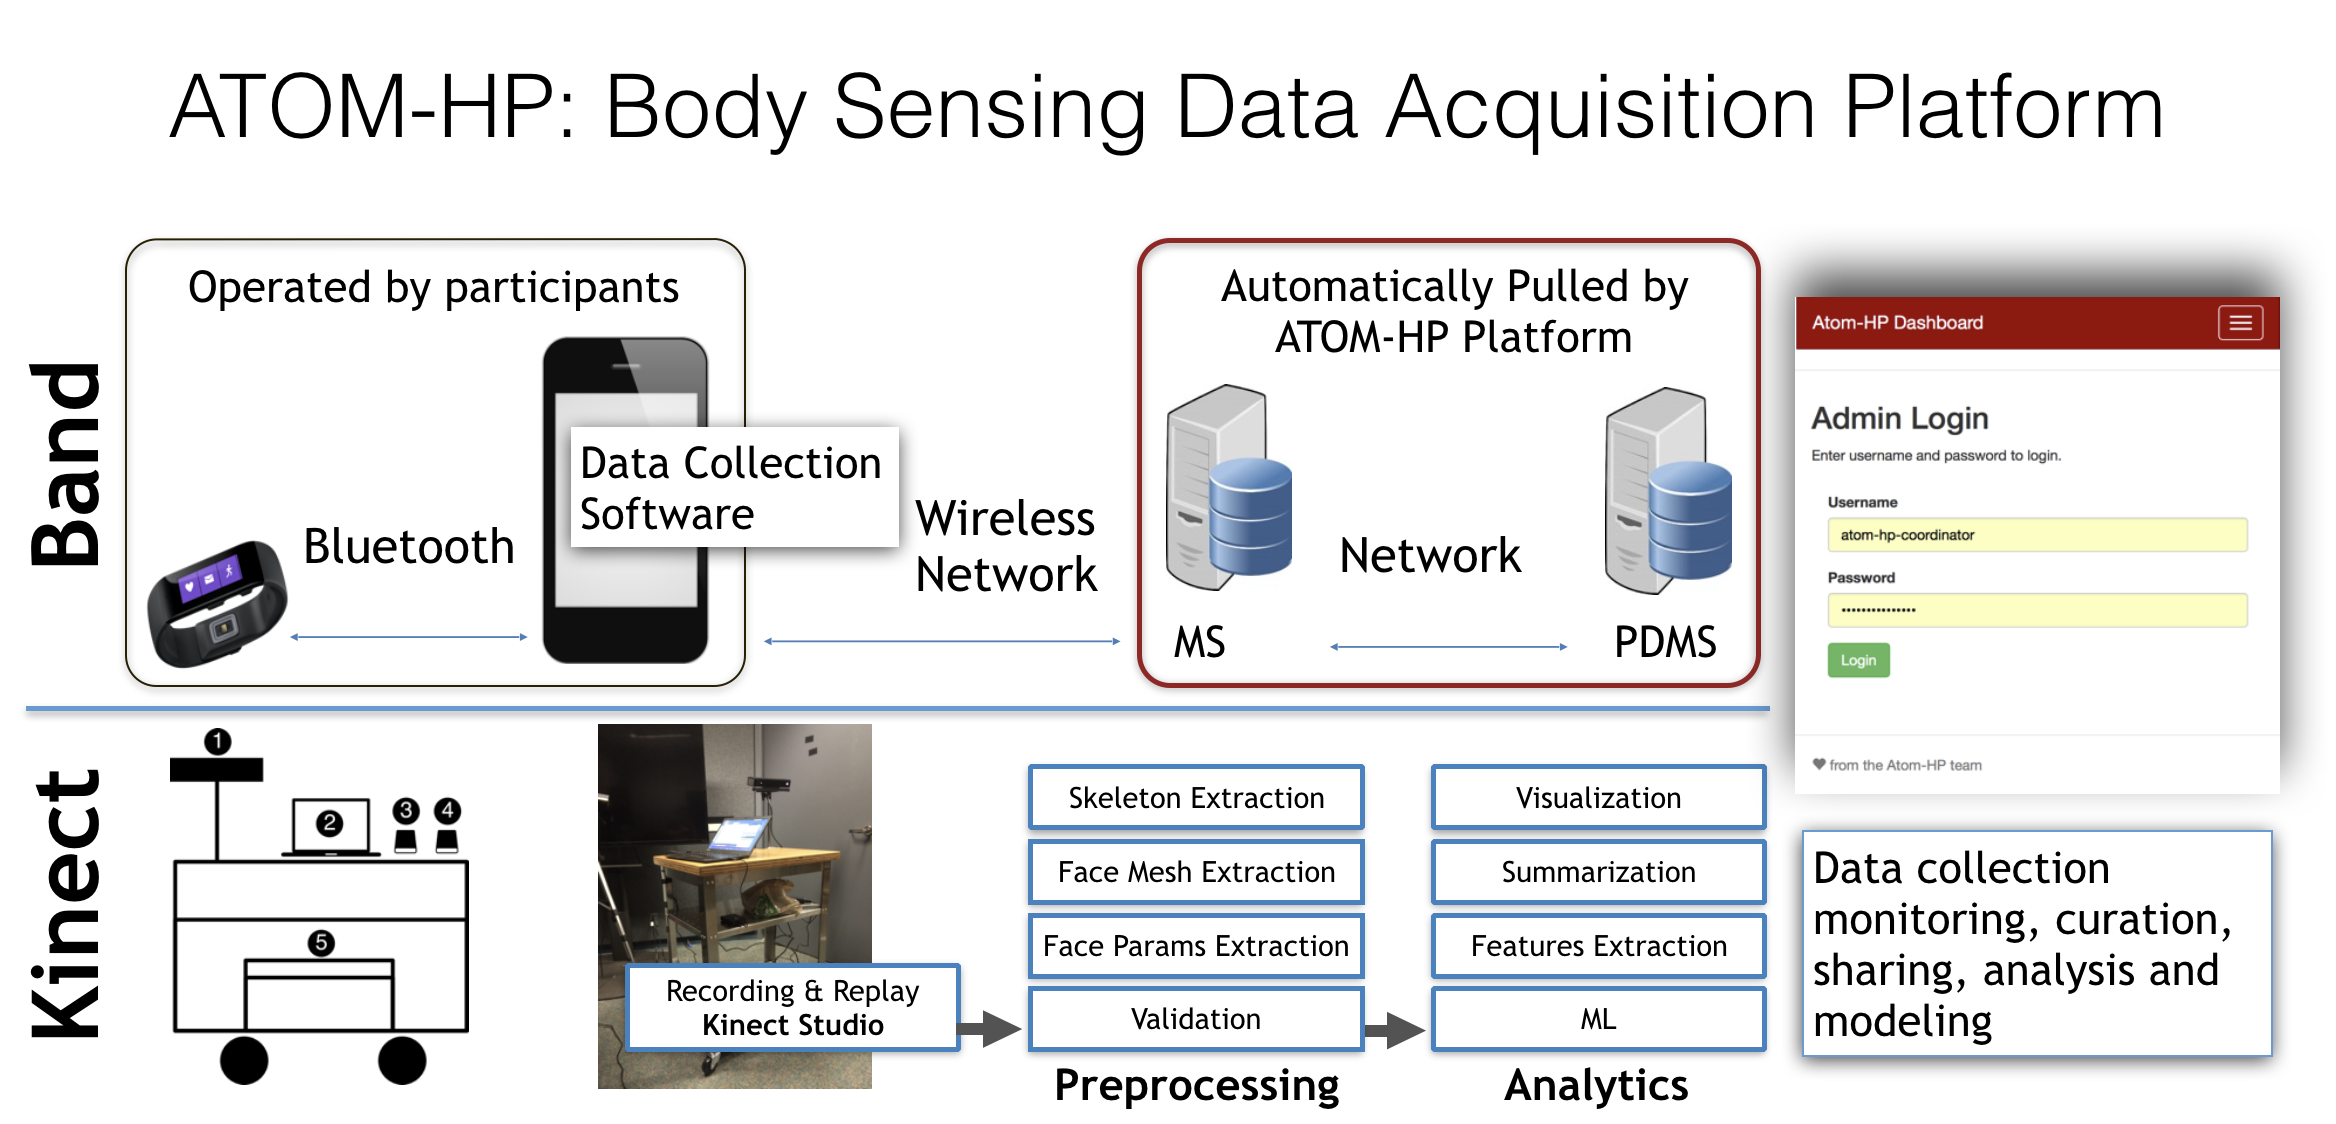 ATOM-HP: Body Sensing Data Acquisition Platform
Band
Operated by participants
Bluetooth
Data Collection
Software
Wireless
Network
Automatically Pulled by
ATOM-HP Platform
MS
Network
PDMS
Atom-HP Dashboard
Admin Login
Enter username and password to login.
Username
atom-hp-coordinator
Password
•••••••••••••••
Login
♥ from the Atom-HP team
Kinect
1
2
3
4
5
Recording & Replay
Kinect Studio
Skeleton Extraction
Face Mesh Extraction
Face Params Extraction
Validation
Preprocessing
Visualization
Summarization
Features Extraction
ML
Analytics
Data collection
monitoring, curation,
sharing, analysis and
modeling